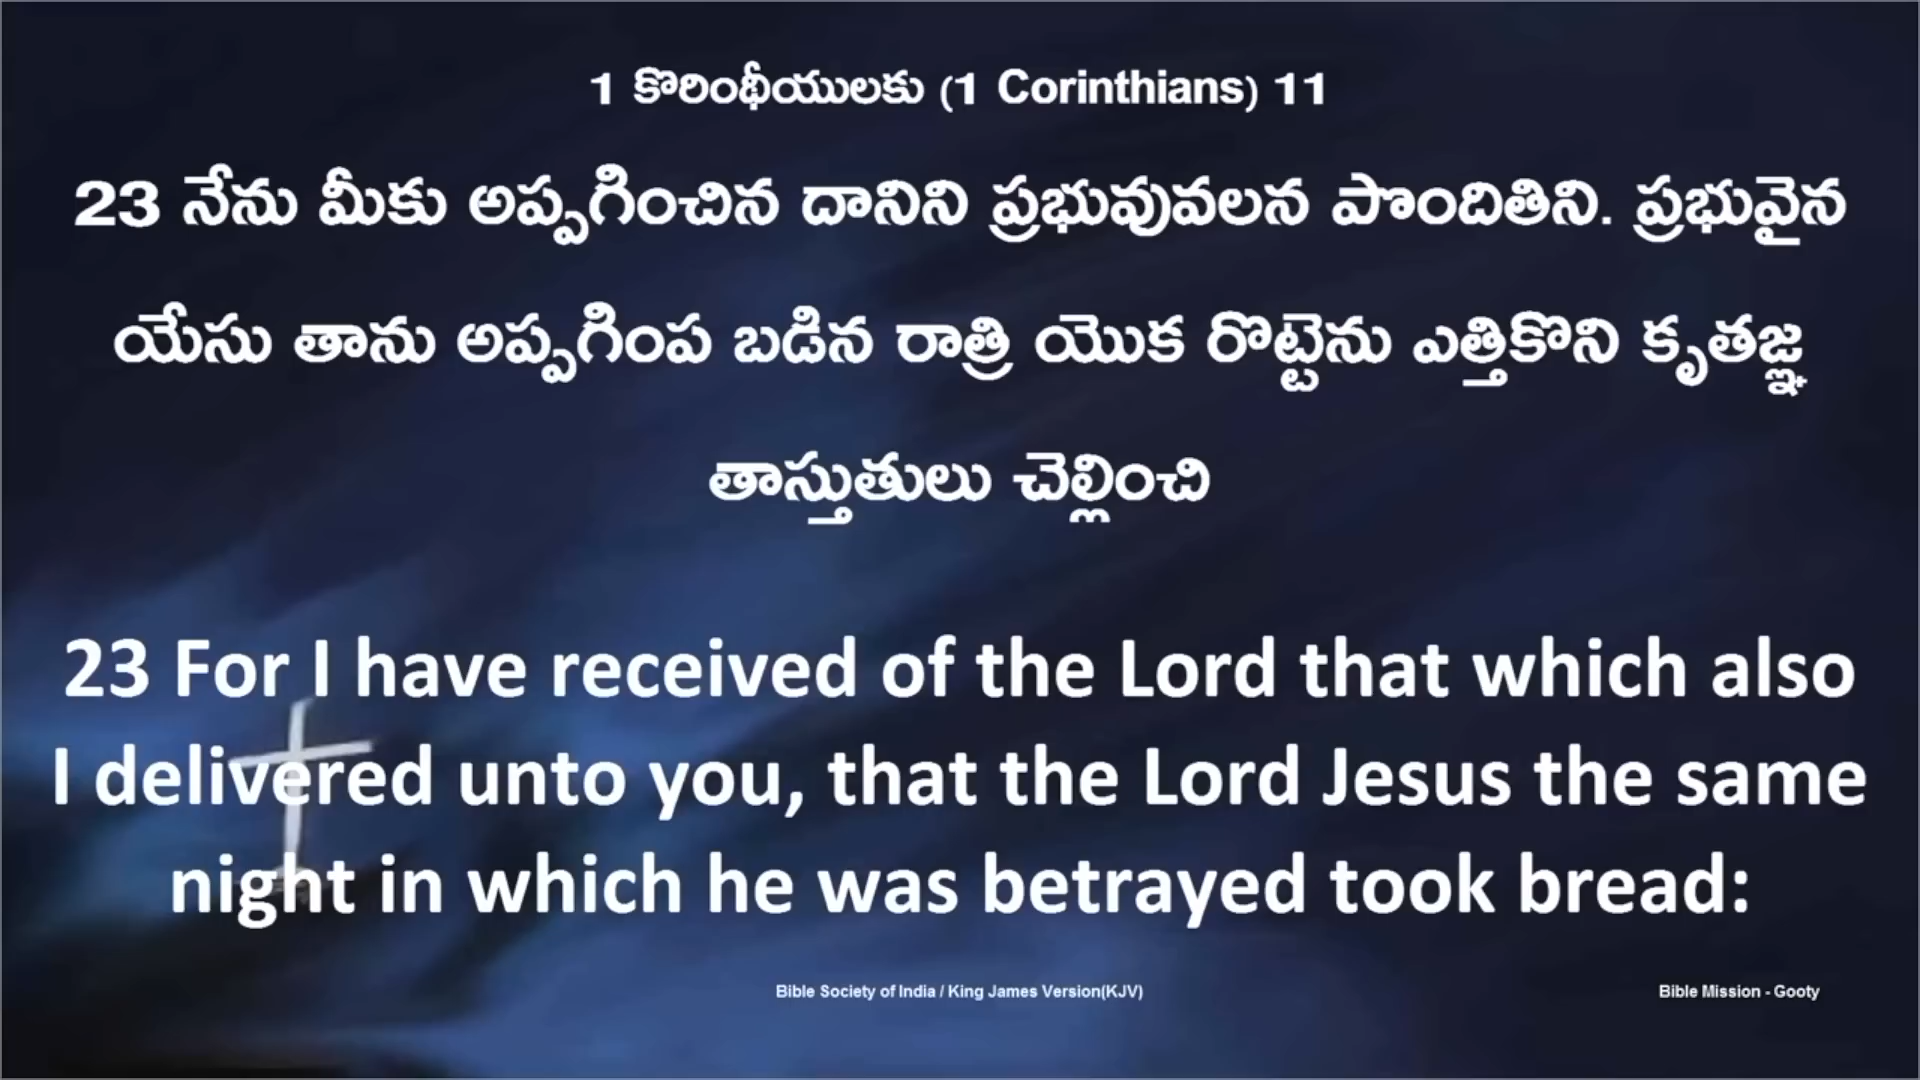 1 కొరింథీయులకు (1 Corinthians) 11
23 నేను మీకు అప్పగించిన దానిని ప్రభువువలన పొందితిని. ప్రభువైన
యేసు తాను అప్పగింప బడిన రాత్రి యొక రొట్టెను ఎత్తికొని కృతజ్ఞ
తాస్తుతులు చెల్లించి
23 For I have received of the Lord that which also
I delivered unto you, that the Lord Jesus the same
night in which he was betrayed took bread:
Bible Society of India / King James Version(KJV)
Bible Mission - Gooty